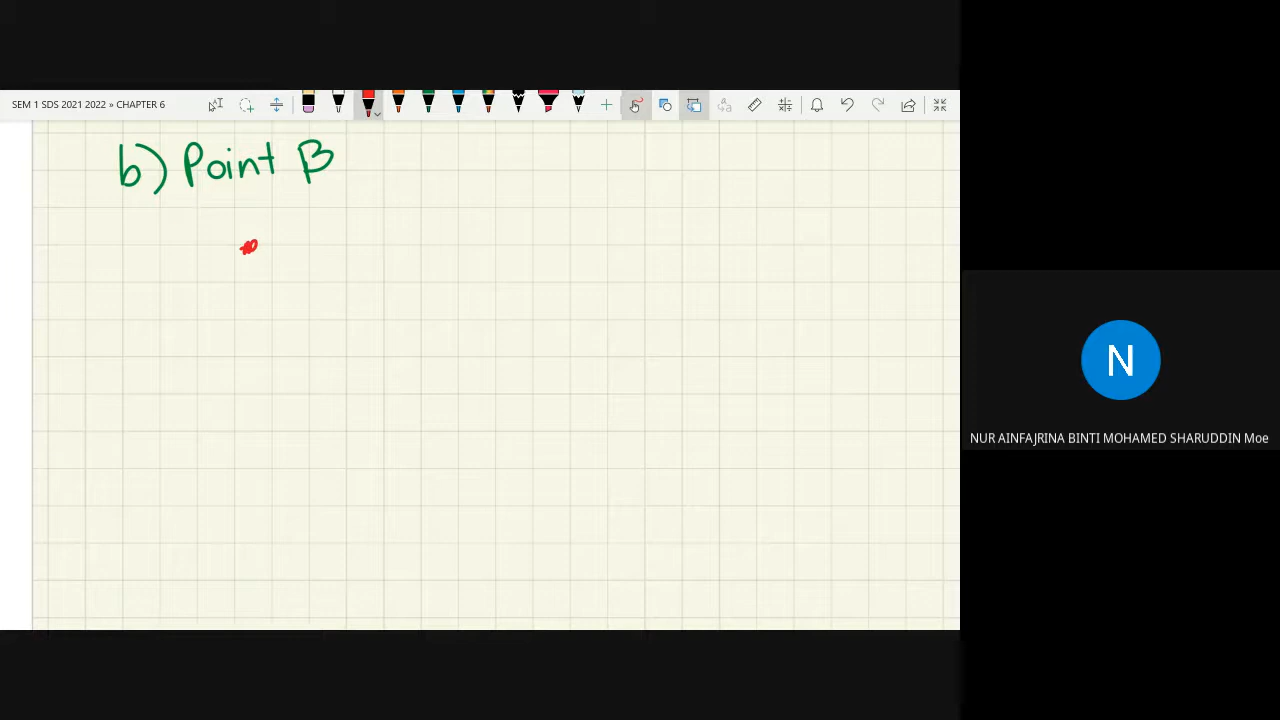 SEM 1 SDS 2021 2022 » CHAPTER 6
b) Point B
N
NUR AINFAJRINA BINTI MOHAMED SHARUDDIN Moe